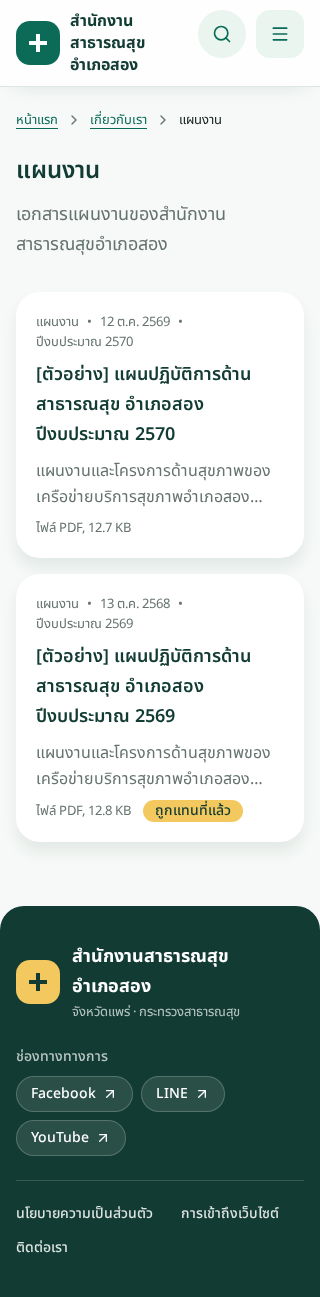 สำนักงาน
สาธารณสุข
อำเภอสอง
หน้าแรก > เกี่ยวกับเรา > แผนงาน
แผนงาน
เอกสารแผนงานของสำนักงาน
สาธารณสุขอำเภอสอง
แผนงาน • 12 ต.ค. 2569 •
ปีงบประมาณ 2570
[ตัวอย่าง] แผนปฏิบัติการด้าน
สาธารณสุข อำเภอสอง
ปีงบประมาณ 2570
แผนงานและโครงการด้านสุขภาพของ
เครือข่ายบริการสุขภาพอำเภอสอง…
ไฟล์ PDF, 12.7 KB
แผนงาน • 13 ต.ค. 2568 •
ปีงบประมาณ 2569
[ตัวอย่าง] แผนปฏิบัติการด้าน
สาธารณสุข อำเภอสอง
ปีงบประมาณ 2569
แผนงานและโครงการด้านสุขภาพของ
เครือข่ายบริการสุขภาพอำเภอสอง…
ไฟล์ PDF, 12.8 KB ถูกแทนที่แล้ว
สำนักงานสาธารณสุข
อำเภอสอง
จังหวัดแพร่ · กระทรวงสาธารณสุข
ช่องทางทางการ
Facebook LINE
YouTube
นโยบายความเป็นส่วนตัว การเข้าถึงเว็บไซต์
ติดต่อเรา